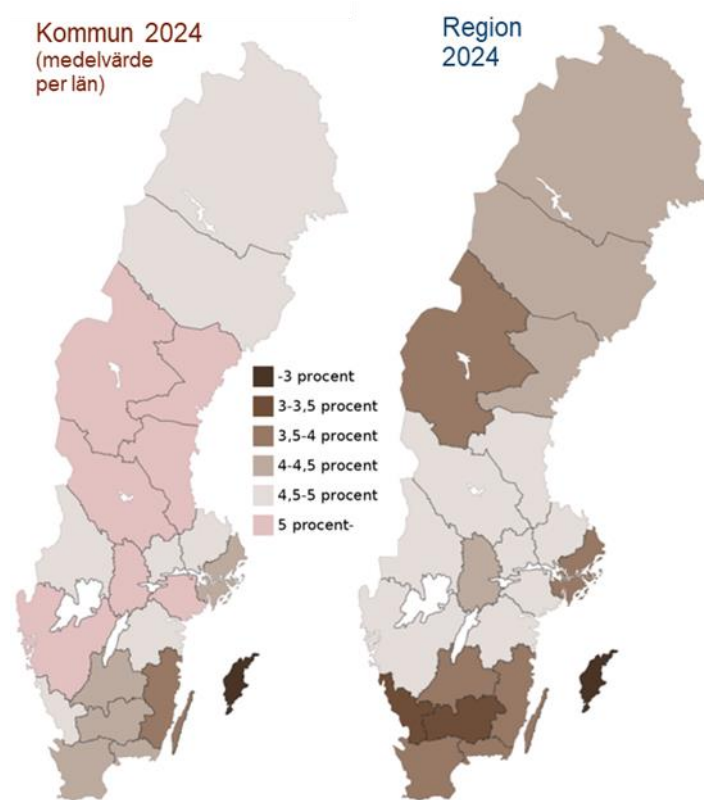 Kommun 2024
(medelvärde
per län)
Region
2024
-3 procent
3-3,5 procent
3,5-4 procent
4-4,5 procent
4,5-5 procent
5 procent-